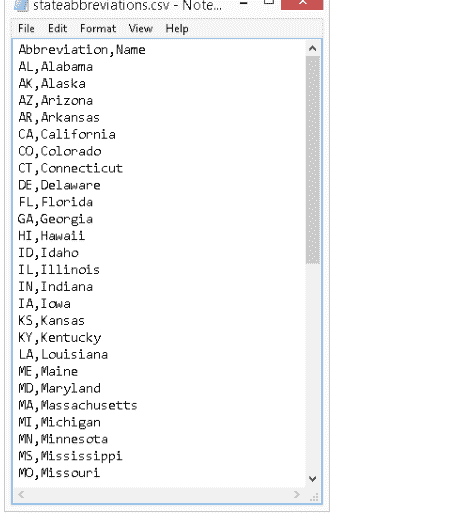 stateabbreviations.csv - Note...
File Edit Format View Help
Abbreviation,Name
AL,Alabama
AK,Alaska
AZ,Arizona
AR,Arkansas
CA,California
CO,Colorado
CT,Connecticut
DE,Delaware
FL,Florida
GA,Georgia
HI,Hawaii
ID,Idaho
IL,Illinois
IN,Indiana
IA,Iowa
KS,Kansas
KY,Kentucky
LA,Louisiana
ME,Maine
MD,Maryland
MA,Massachusetts
MI,Michigan
MN,Minnesota
MS,Mississippi
MO,Missouri